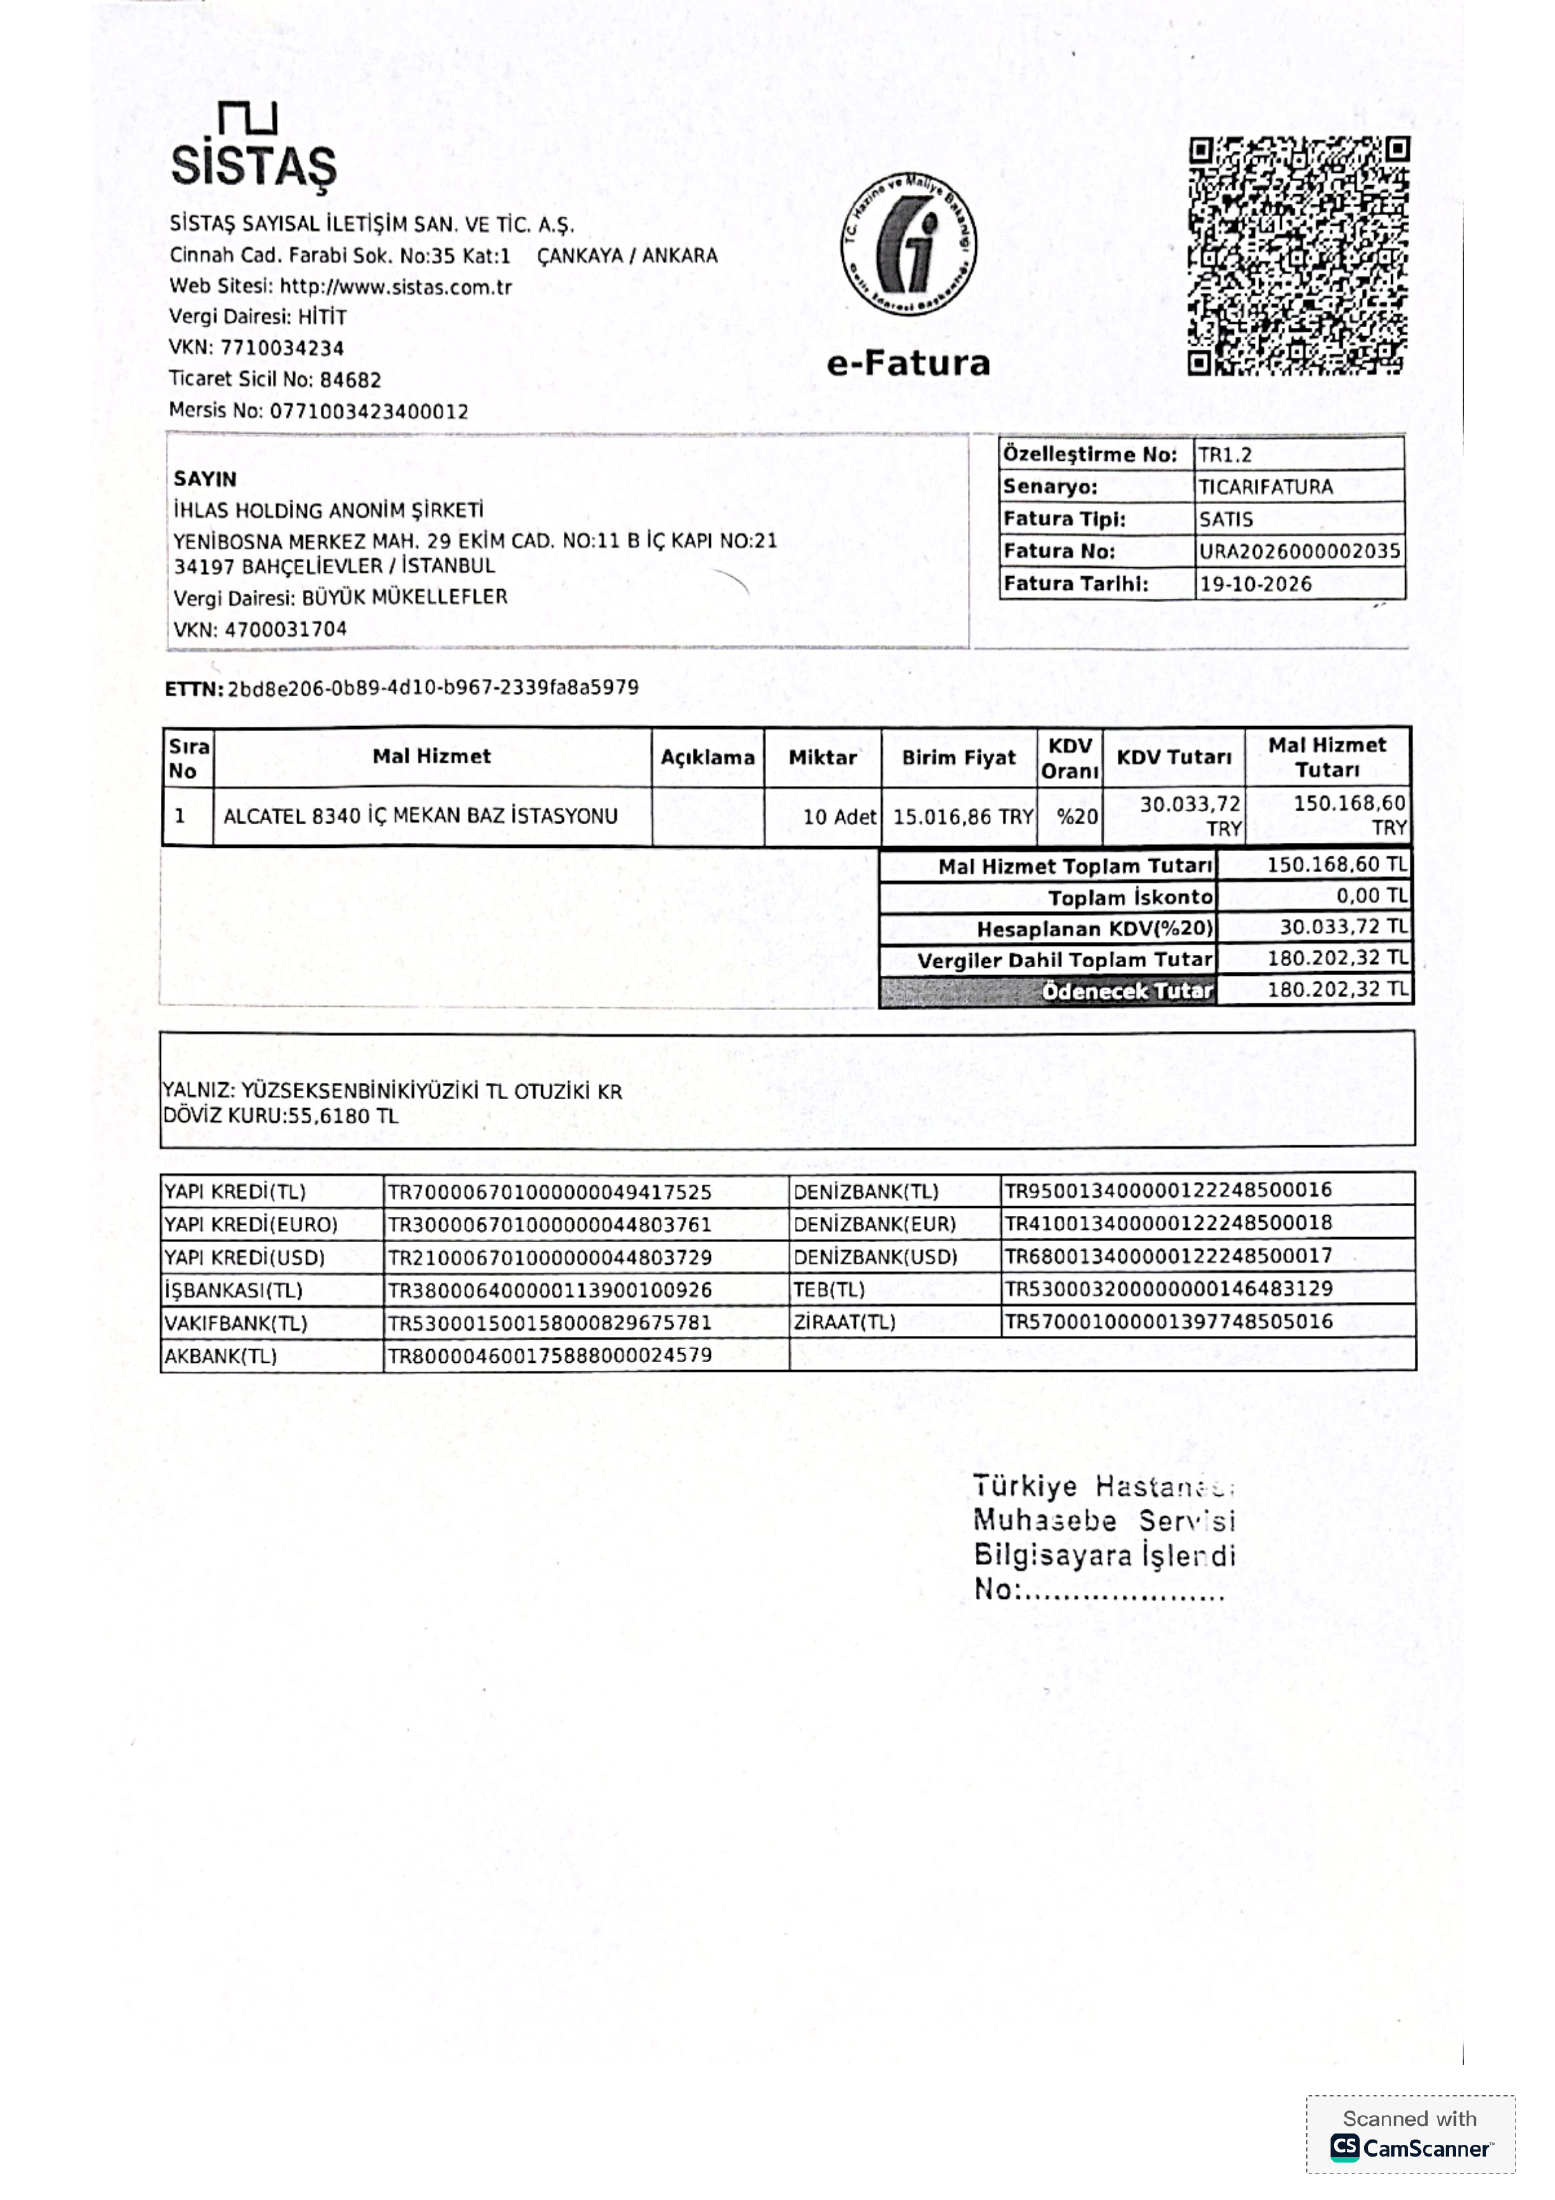 SİSTAŞ
SİSTAŞ SAYISAL İLETİŞİM SAN. VE TİC. A.Ş.
Cinnah Cad. Farabi Sok. No:35 Kat:1 ÇANKAYA / ANKARA
Web Sitesi: http://www.sistas.com.tr
Vergi Dairesi: HİTİT
VKN: 7710034234
Ticaret Sicil No: 84682
Mersis No: 0771003423400012
T.C. Hazine ve Maliye Bakanlığı
Gelir İdaresi Başkanlığı
e-Fatura
SAYIN
İHLAS HOLDİNG ANONİM ŞİRKETİ
YENİBOSNA MERKEZ MAH. 29 EKİM CAD. NO:11 B İÇ KAPI NO:21
34197 BAHÇELİEVLER / İSTANBUL
Vergi Dairesi: BÜYÜK MÜKELLEFLER
VKN: 4700031704
Özelleştirme No: TR1.2
Senaryo: TICARIFATURA
Fatura Tipi: SATIS
Fatura No: URA2026000002035
Fatura Tarihi: 19-10-2026
ETTN: 2bd8e206-0b89-4d10-b967-2339fa8a5979
Sıra No Mal Hizmet Açıklama Miktar Birim Fiyat KDV Oranı KDV Tutarı Mal Hizmet Tutarı
1 ALCATEL 8340 İÇ MEKAN BAZ İSTASYONU 10 Adet 15.016,86 TRY %20 30.033,72 TRY 150.168,60 TRY
Mal Hizmet Toplam Tutarı 150.168,60 TL
Toplam İskonto 0,00 TL
Hesaplanan KDV(%20) 30.033,72 TL
Vergiler Dahil Toplam Tutar 180.202,32 TL
Ödenecek Tutar 180.202,32 TL
YALNIZ: YÜZSEKSENBİNİKİYÜZİKİ TL OTUZİKİ KR
DÖVİZ KURU:55,6180 TL
YAPI KREDİ(TL) TR700006701000000049417525 DENİZBANK(TL) TR950013400000122248500016
YAPI KREDİ(EURO) TR300006701000000044803761 DENİZBANK(EUR) TR410013400000122248500018
YAPI KREDİ(USD) TR210006701000000044803729 DENİZBANK(USD) TR680013400000122248500017
İŞBANKASI(TL) TR380006400000113900100926 TEB(TL) TR530003200000000146483129
VAKIFBANK(TL) TR530001500158000829675781 ZİRAAT(TL) TR570001000001397748505016
AKBANK(TL) TR800004600175888000024579
Türkiye Hastanesi
Muhasebe Servisi
Bilgisayara İşlendi
No:.....................
Scanned with
CS CamScanner